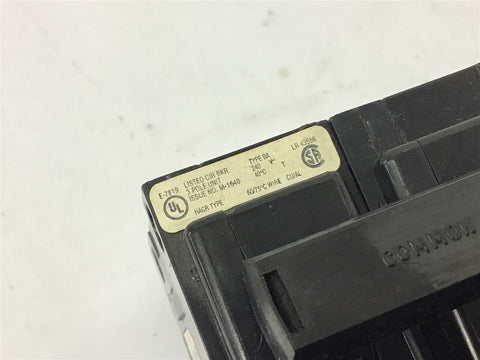 E-7819 LISTED CIR BKR TYPE BA LR 43556
3 POLE UNIT 240 V~
ISSUE NO. M-1640 40°C T
UL HACR TYPE 60/75°C WIRE CU/AL SA
COMMON